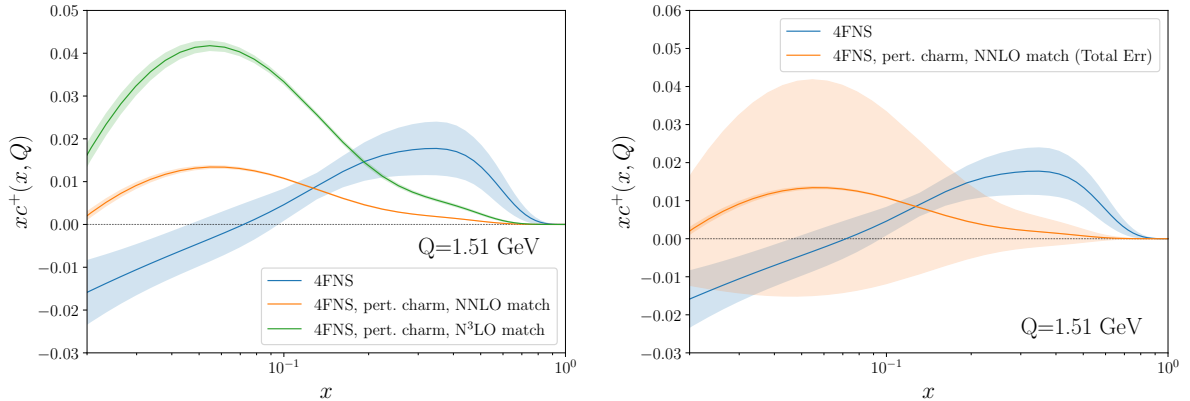 0.05
0.04
0.03
0.02
0.01
0.00
−0.01
−0.02
−0.03
xc⁺(x, Q)
10⁻¹
10⁰
x
Q=1.51 GeV
4FNS
4FNS, pert. charm, NNLO match
4FNS, pert. charm, N³LO match
0.06
0.05
0.04
0.03
0.02
0.01
0.00
−0.01
−0.02
−0.03
xc⁺(x, Q)
10⁻¹
10⁰
x
4FNS
4FNS, pert. charm, NNLO match (Total Err)
Q=1.51 GeV